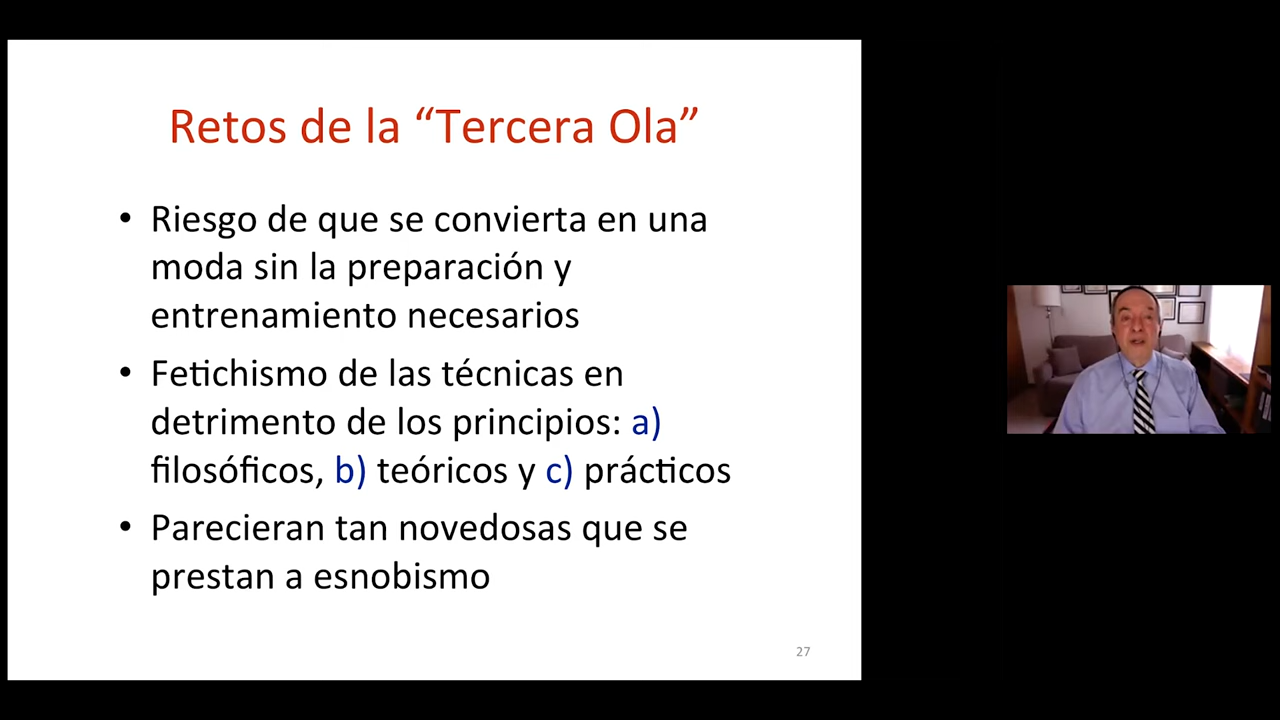 Retos de la “Tercera Ola”
• Riesgo de que se convierta en una
moda sin la preparación y
entrenamiento necesarios
• Fetichismo de las técnicas en
detrimento de los principios: a)
filosóficos, b) teóricos y c) prácticos
• Parecieran tan novedosas que se
prestan a esnobismo
27